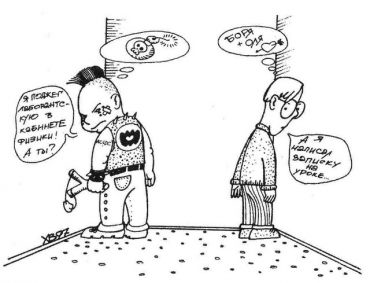 БОРЯ
+ ОЛЯ
Я ПОДЖЕГ
ЛАБОРАНТС-
КУЮ В
КАБИНЕТЕ
ФИЗИКИ!
А ТЫ?
А Я
НАПИСАЛ
ЗАПИСКУ
НА
УРОКЕ...